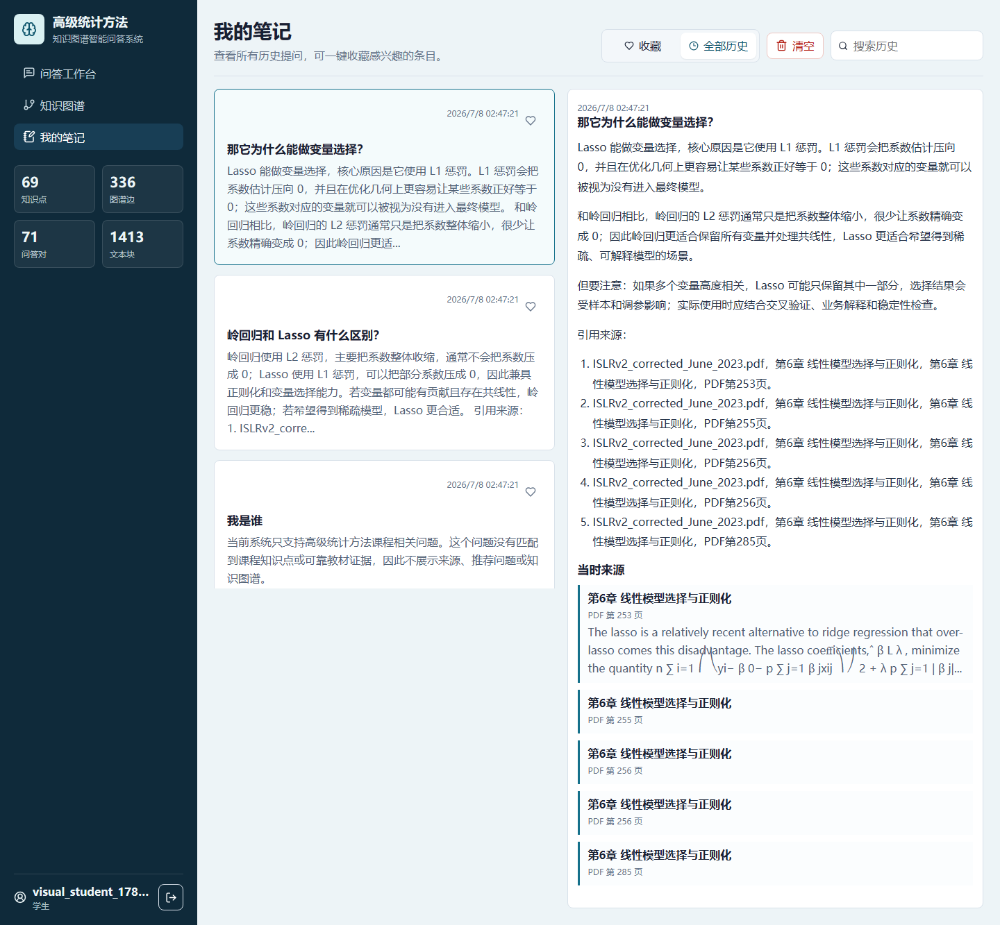 高级统计方法
知识图谱智能问答系统
问答工作台
知识图谱
我的笔记
69
知识点
336
图谱边
71
问答对
1413
文本块
visual_student_178...
学生
我的笔记
查看所有历史提问，可一键收藏感兴趣的条目。
收藏
全部历史
清空
搜索历史
2026/7/8 02:47:21
那它为什么能做变量选择？
Lasso 能做变量选择，核心原因是它使用 L1 惩罚。L1 惩罚会把
系数估计压向 0，并且在优化几何上更容易让某些系数正好等于
0；这些系数对应的变量就可以被视为没有进入最终模型。 和岭
回归相比，岭回归的 L2 惩罚通常只是把系数整体缩小，很少让
系数精确变成 0；因此岭回归更适...
2026/7/8 02:47:21
岭回归和 Lasso 有什么区别？
岭回归使用 L2 惩罚，主要把系数整体收缩，通常不会把系数压
成 0；Lasso 使用 L1 惩罚，可以把部分系数压成 0，因此兼具
正则化和变量选择能力。若变量都可能有贡献且存在共线性，岭
回归更稳；若希望得到稀疏模型，Lasso 更合适。 引用来源：
1. ISLRv2_corre...
2026/7/8 02:47:21
我是谁
当前系统只支持高级统计方法课程相关问题。这个问题没有匹配
到课程知识点或可靠教材证据，因此不展示来源、推荐问题或知
识图谱。
2026/7/8 02:47:21
那它为什么能做变量选择？
Lasso 能做变量选择，核心原因是它使用 L1 惩罚。L1 惩罚会把系数估计压向
0，并且在优化几何上更容易让某些系数正好等于 0；这些系数对应的变量就可以
被视为没有进入最终模型。
和岭回归相比，岭回归的 L2 惩罚通常只是把系数整体缩小，很少让系数精确变
成 0；因此岭回归更适合保留所有变量并处理共线性，Lasso 更适合希望得到稀
疏、可解释模型的场景。
但要注意：如果多个变量高度相关，Lasso 可能只保留其中一部分，选择结果会
受样本和调参影响；实际使用时应结合交叉验证、业务解释和稳定性检查。
引用来源：
1. ISLRv2_corrected_June_2023.pdf，第6章 线性模型选择与正则化，第6章 线
性模型选择与正则化，PDF第253页。
2. ISLRv2_corrected_June_2023.pdf，第6章 线性模型选择与正则化，第6章 线
性模型选择与正则化，PDF第255页。
3. ISLRv2_corrected_June_2023.pdf，第6章 线性模型选择与正则化，第6章 线
性模型选择与正则化，PDF第256页。
4. ISLRv2_corrected_June_2023.pdf，第6章 线性模型选择与正则化，第6章 线
性模型选择与正则化，PDF第256页。
5. ISLRv2_corrected_June_2023.pdf，第6章 线性模型选择与正则化，第6章 线
性模型选择与正则化，PDF第285页。
当时来源
第6章 线性模型选择与正则化
PDF 第 253 页
The lasso is a relatively recent alternative to ridge regression that over-
lasso comes this disadvantage. The lasso coefficients,ˆ β L λ , minimize
the quantity n ∑ i=1 ⎛ ⎝yi− β 0− p ∑ j=1 β jxij ⎞ ⎠ 2 + λ p ∑ j=1 | β j|...
第6章 线性模型选择与正则化
PDF 第 255 页
第6章 线性模型选择与正则化
PDF 第 256 页
第6章 线性模型选择与正则化
PDF 第 256 页
第6章 线性模型选择与正则化
PDF 第 285 页